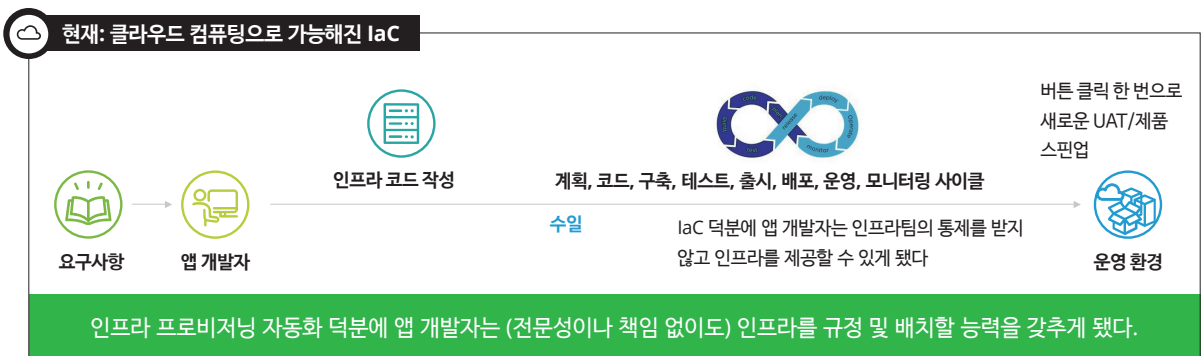 현재: 클라우드 컴퓨팅으로 가능해진 IaC
버튼 클릭 한 번으로
새로운 UAT/제품
스핀업
code
plan
build
test
release
deploy
operate
monitor
인프라 코드 작성
계획, 코드, 구축, 테스트, 출시, 배포, 운영, 모니터링 사이클
수일
IaC 덕분에 앱 개발자는 인프라팀의 통제를 받지
않고 인프라를 제공할 수 있게 됐다
요구사항
앱 개발자
운영 환경
인프라 프로비저닝 자동화 덕분에 앱 개발자는 (전문성이나 책임 없이도) 인프라를 규정 및 배치할 능력을 갖추게 됐다.